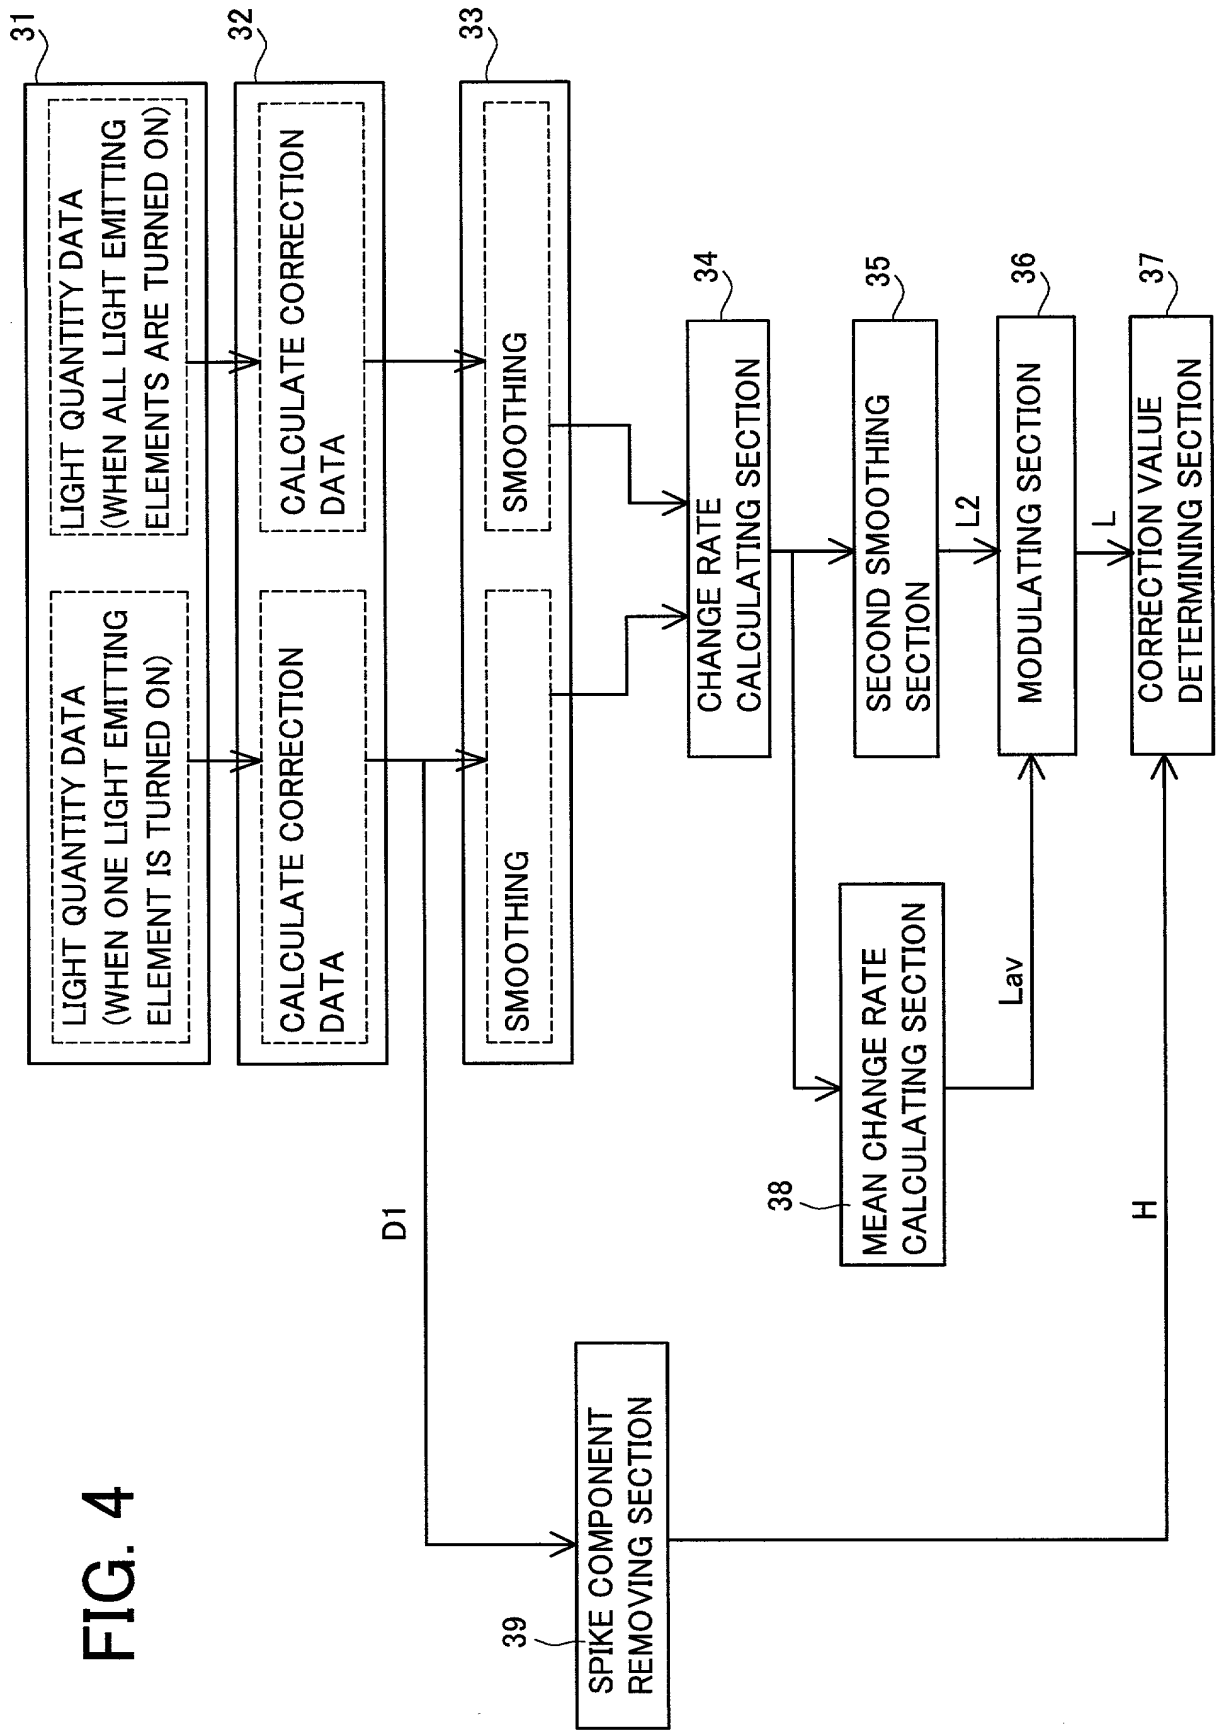 FIG. 4
31
LIGHT QUANTITY DATA
(WHEN ONE LIGHT EMITTING
ELEMENT IS TURNED ON)
LIGHT QUANTITY DATA
(WHEN ALL LIGHT EMITTING
ELEMENTS ARE TURNED ON)
32
CALCULATE CORRECTION
DATA
CALCULATE CORRECTION
DATA
D1
33
SMOOTHING
SMOOTHING
39
SPIKE COMPONENT
REMOVING SECTION
34
CHANGE RATE
CALCULATING SECTION
38
MEAN CHANGE RATE
CALCULATING SECTION
35
SECOND SMOOTHING
SECTION
Lav
L2
36
MODULATING SECTION
H
L
37
CORRECTION VALUE
DETERMINING SECTION